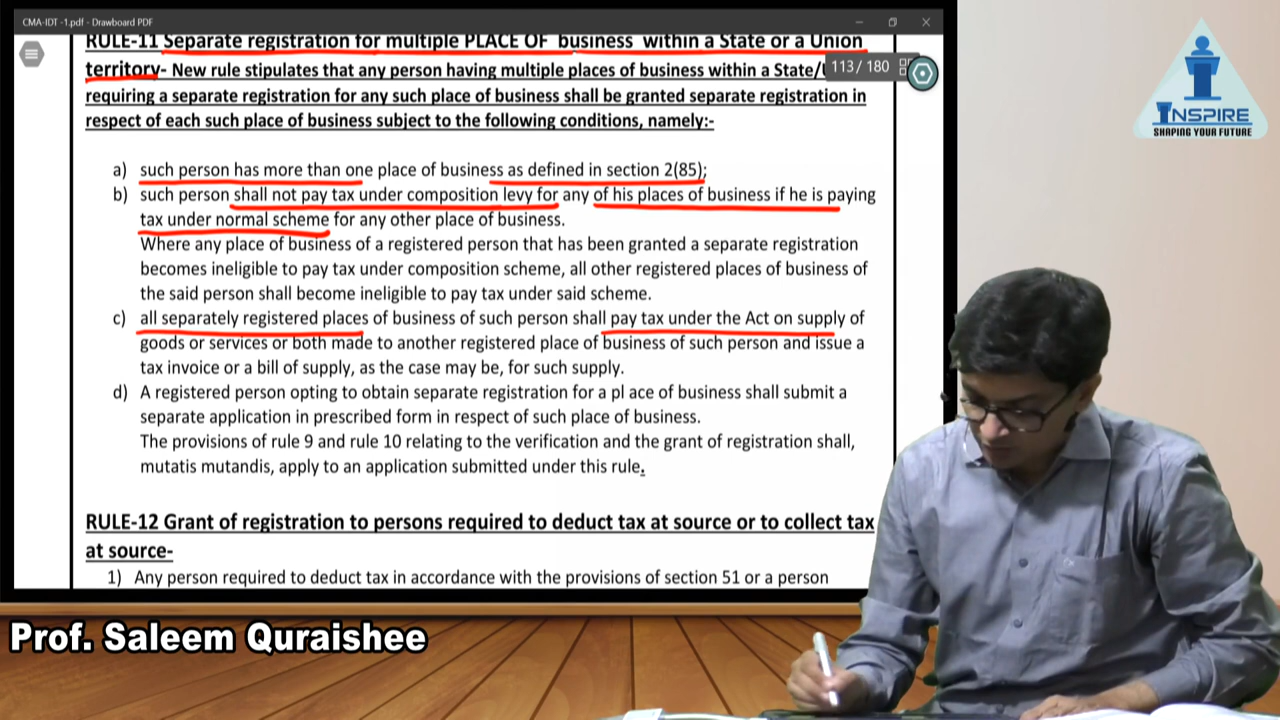 CMA-IDT -1.pdf - Drawboard PDF
RULE-11 Separate registration for multiple PLACE OF business within a State or a Union
territory- New rule stipulates that any person having multiple places of business within a State/
113 / 180
requiring a separate registration for any such place of business shall be granted separate registration in
respect of each such place of business subject to the following conditions, namely:-
a) such person has more than one place of business as defined in section 2(85);
b) such person shall not pay tax under composition levy for any of his places of business if he is paying
tax under normal scheme for any other place of business.
Where any place of business of a registered person that has been granted a separate registration
becomes ineligible to pay tax under composition scheme, all other registered places of business of
the said person shall become ineligible to pay tax under said scheme.
c) all separately registered places of business of such person shall pay tax under the Act on supply of
goods or services or both made to another registered place of business of such person and issue a
tax invoice or a bill of supply, as the case may be, for such supply.
d) A registered person opting to obtain separate registration for a pl ace of business shall submit a
separate application in prescribed form in respect of such place of business.
The provisions of rule 9 and rule 10 relating to the verification and the grant of registration shall,
mutatis mutandis, apply to an application submitted under this rule.
RULE-12 Grant of registration to persons required to deduct tax at source or to collect tax
at source-
1) Any person required to deduct tax in accordance with the provisions of section 51 or a person
INSPIRE
SHAPING YOUR FUTURE
Prof. Saleem Quraishee